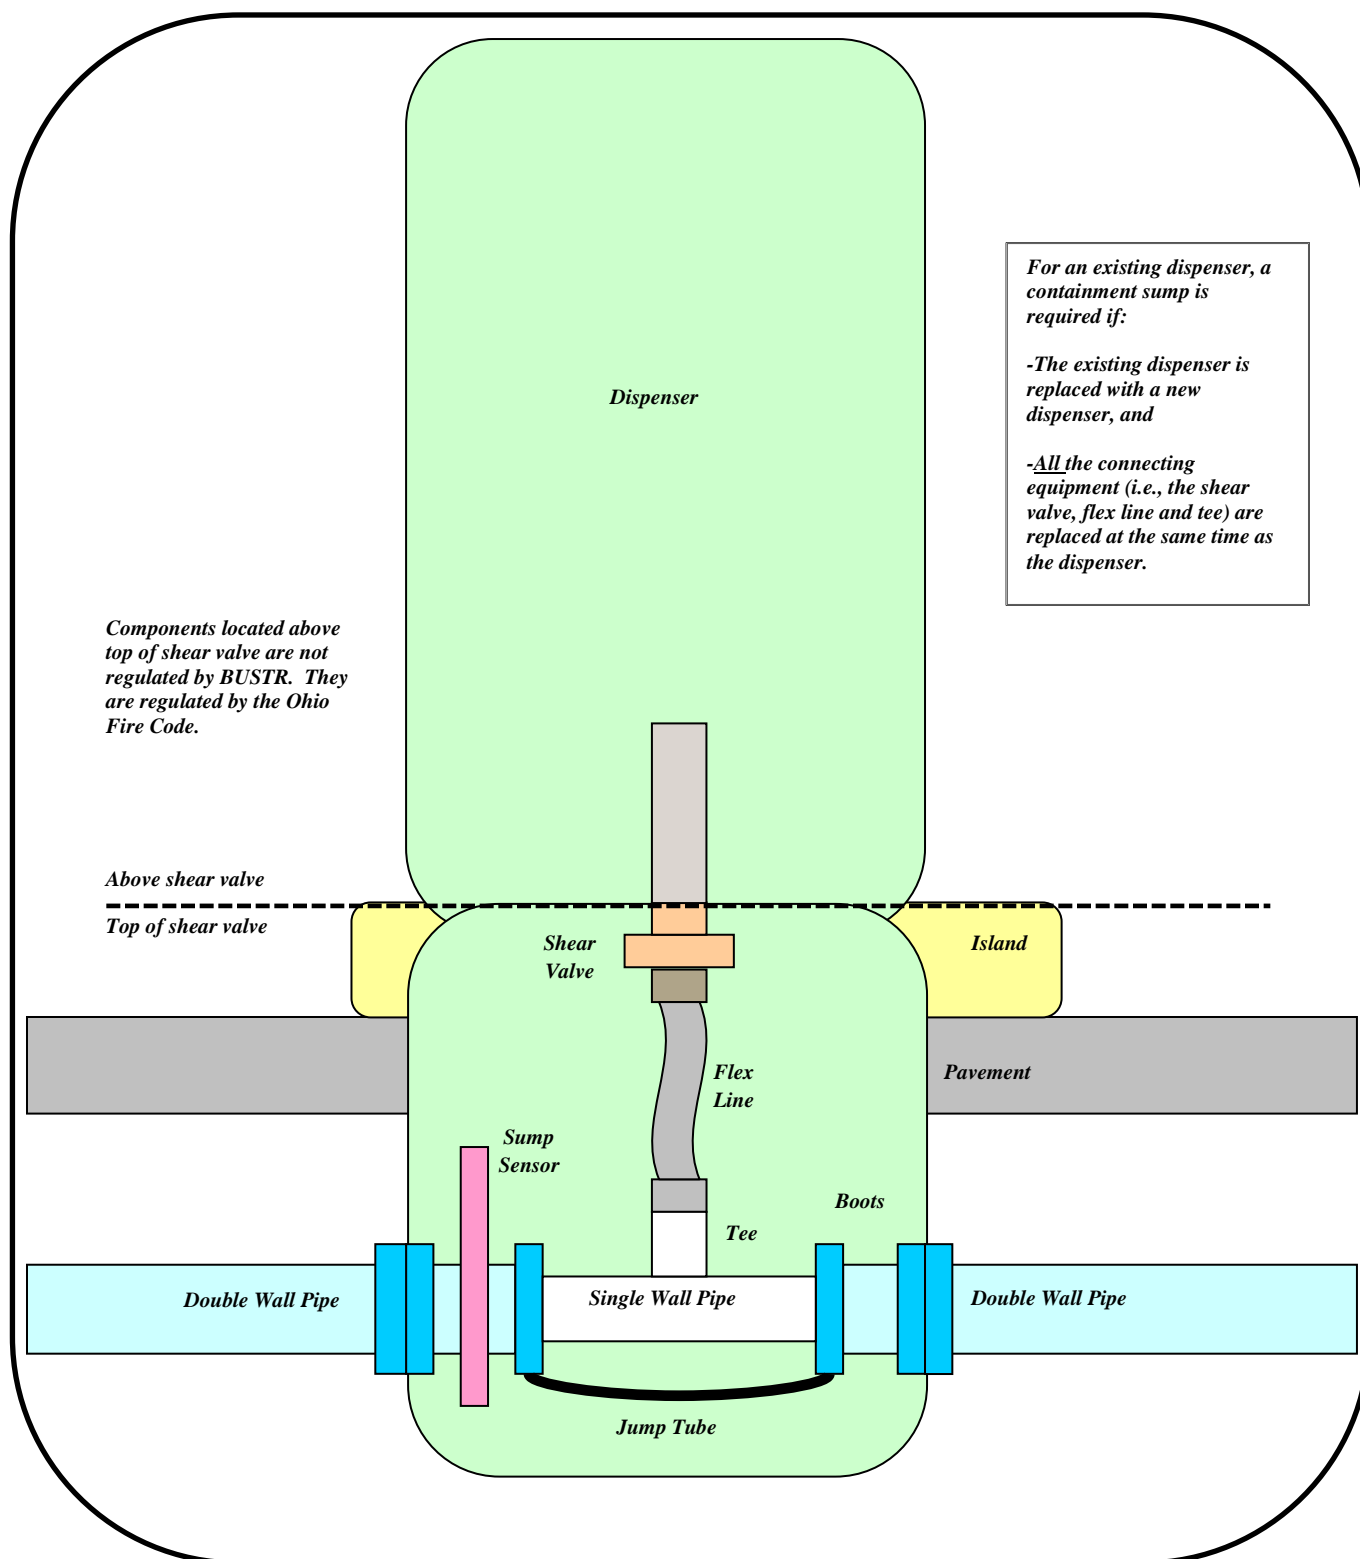 For an existing dispenser, a
containment sump is
required if:
-The existing dispenser is
replaced with a new
dispenser, and
-All the connecting
equipment (i.e., the shear
valve, flex line and tee) are
replaced at the same time as
the dispenser.
Dispenser
Components located above
top of shear valve are not
regulated by BUSTR.  They
are regulated by the Ohio
Fire Code.
Above shear valve
Top of shear valve
Shear
Valve
Island
Flex
Line
Pavement
Sump
Sensor
Boots
Tee
Double Wall Pipe
Single Wall Pipe
Double Wall Pipe
Jump Tube